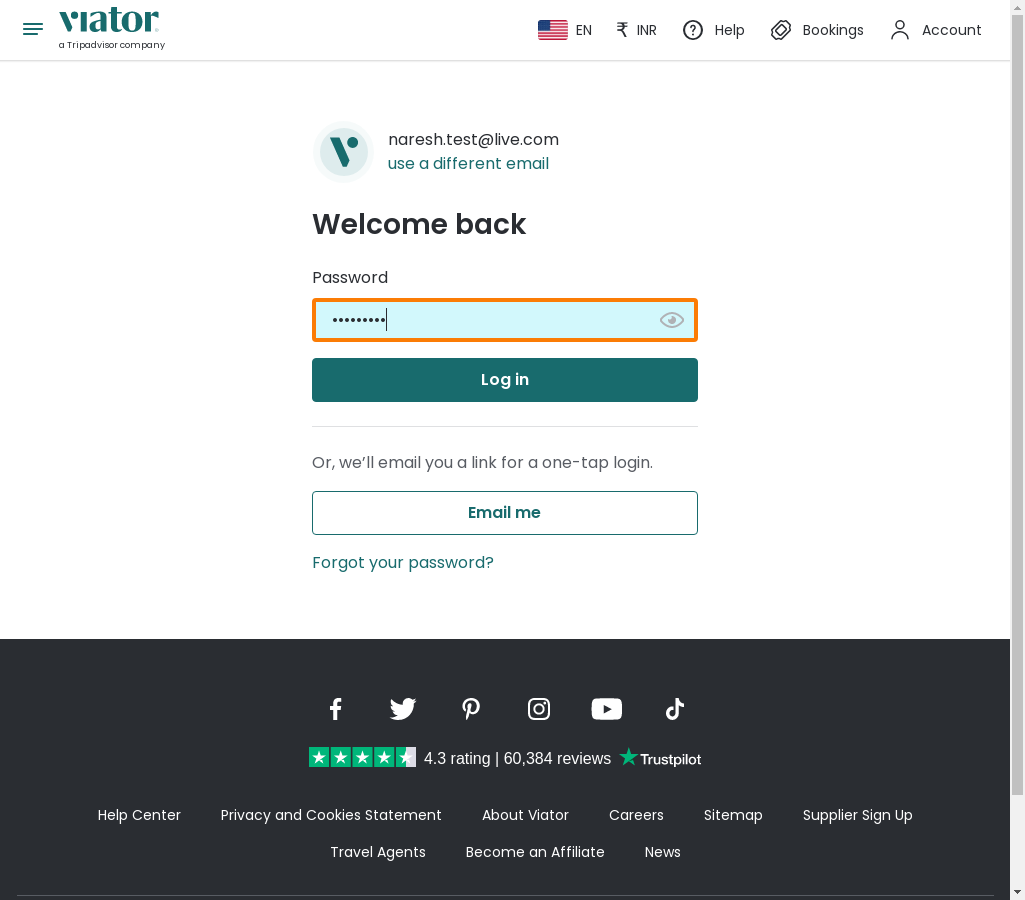 viator
a Tripadvisor company
EN
₹ INR
Help
Bookings
Account
naresh.test@live.com
use a different email
Welcome back
Password
•••••••••
Log in
Or, we’ll email you a link for a one-tap login.
Email me
Forgot your password?
4.3 rating | 60,384 reviews
Trustpilot
Help Center
Privacy and Cookies Statement
About Viator
Careers
Sitemap
Supplier Sign Up
Travel Agents
Become an Affiliate
News